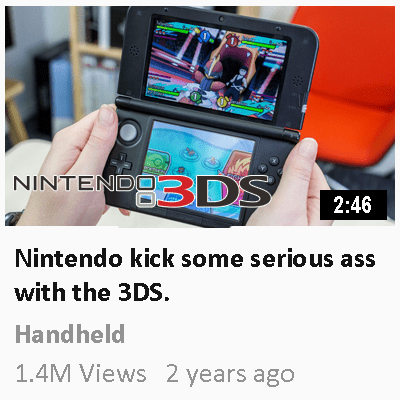 NINTENDO 3DS
2:46
Nintendo kick some serious ass
with the 3DS.
Handheld
1.4M Views 2 years ago